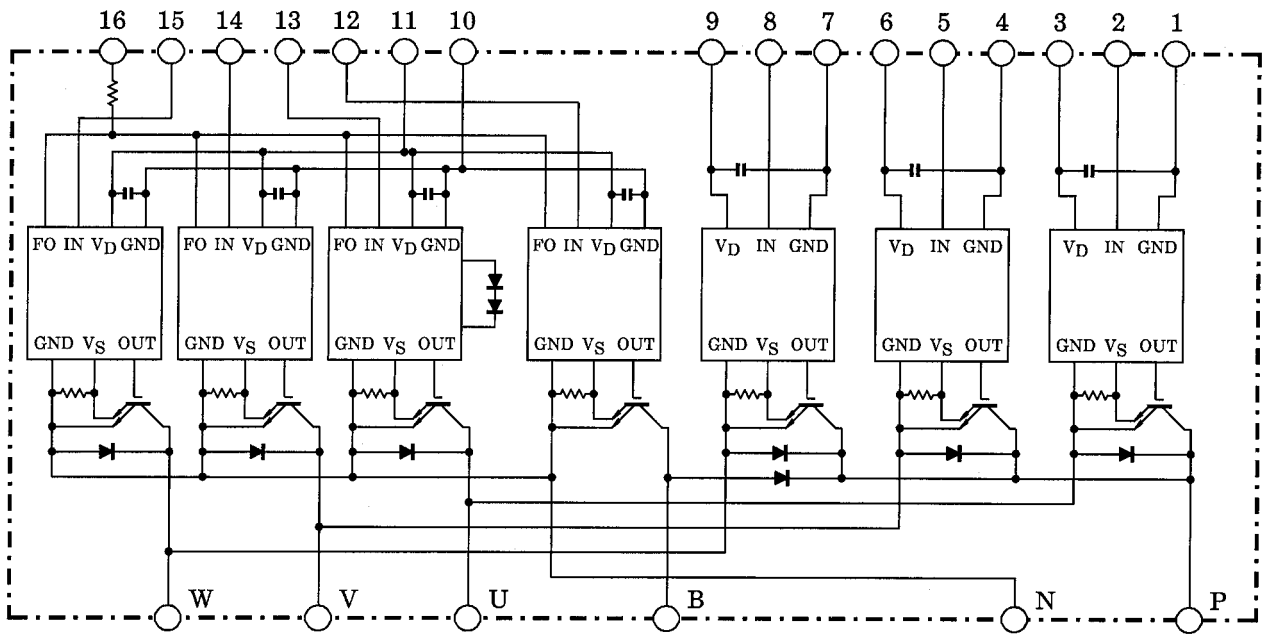 16 15 14 13 12 11 10 9 8 7 6 5 4 3 2 1
FO IN VD GND FO IN VD GND FO IN VD GND FO IN VD GND VD IN GND VD IN GND VD IN GND
GND VS OUT GND VS OUT GND VS OUT GND VS OUT GND VS OUT GND VS OUT GND VS OUT
W V U B N P